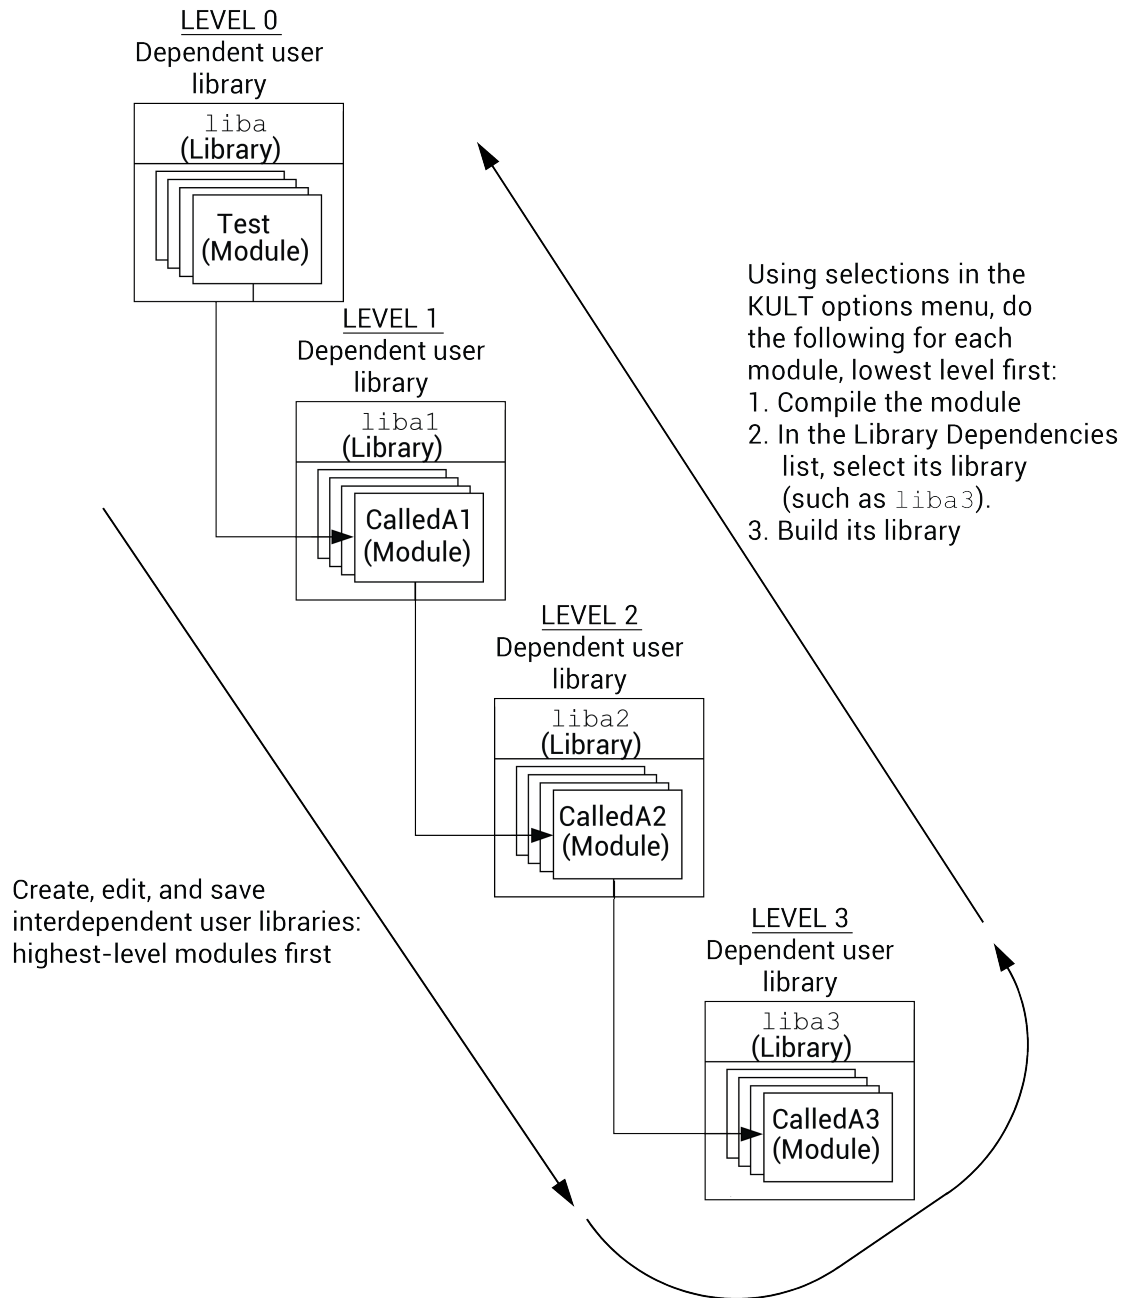 LEVEL 0
Dependent user
library
liba
(Library)
Test
(Module)
LEVEL 1
Dependent user
library
liba1
(Library)
CalledA1
(Module)
LEVEL 2
Dependent user
library
liba2
(Library)
CalledA2
(Module)
LEVEL 3
Dependent user
library
liba3
(Library)
CalledA3
(Module)
Using selections in the
KULT options menu, do
the following for each
module, lowest level first:
1. Compile the module
2. In the Library Dependencies
list, select its library
(such as liba3).
3. Build its library
Create, edit, and save
interdependent user libraries:
highest-level modules first